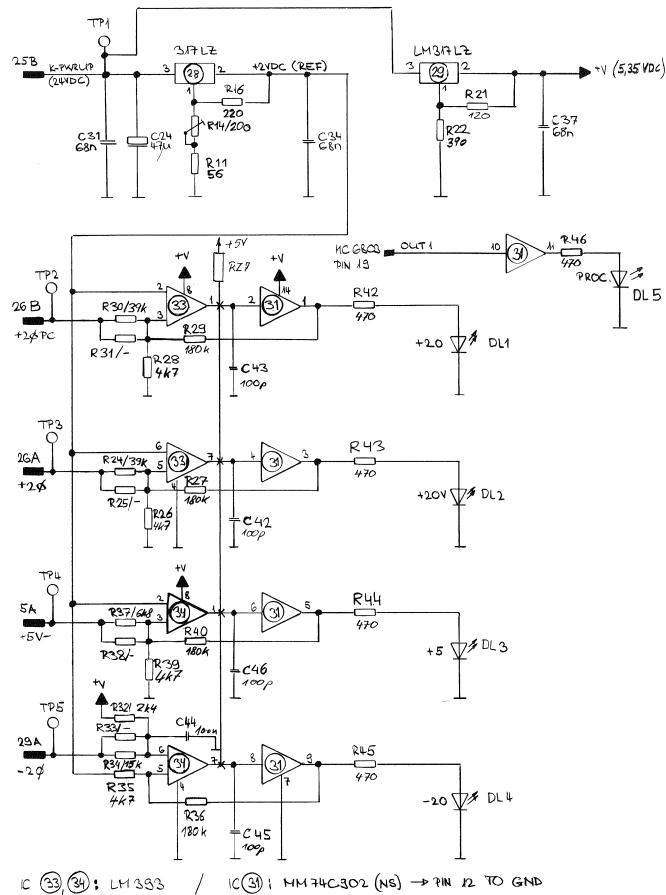 TP1
25B K-PWRUP
(24VDC)
317LZ
3 28 2
1
+2VDC (REF)
R16
220
R14/200
R11
56
C31
68n
C24
47u
C34
68n
LM317LZ
3 29 2
1
+V (5,35 VDC)
R21
120
R22
390
C37
68n
+5V
HC6803 OUT1
PIN 19
10 31 11
R46
470
PROC.
DL5
TP2
26B
+20PC
R30/39k
R31/-
R28
4k7
+V
8
2
3
33
1
R29
180k
C43
100p
+V
14
2 31 1
R42
470
+20 DL1
TP3
26A
+20
R24/39k
R25/-
R26
4k7
6
5
33
7
4
R27
180k
C42
100p
4 31 3
R43
470
+20V DL2
TP4
5A
+5V-
R37/6k8
R38/-
R39
4k7
+V
8
2
3
34
1
R40
180k
C46
100p
6 31 5
R44
470
+5 DL3
TP5
29A
-20
+V
R32/2k4
R33/-
R34/15k
R35
4k7
C44
100n
6
5
34
7
4
R36
180k
C45
100p
8 31 9
7
R45
470
-20 DL4
IC 33, 34: LM393 / IC 31: MM74C902 (NS) → PIN 12 TO GND